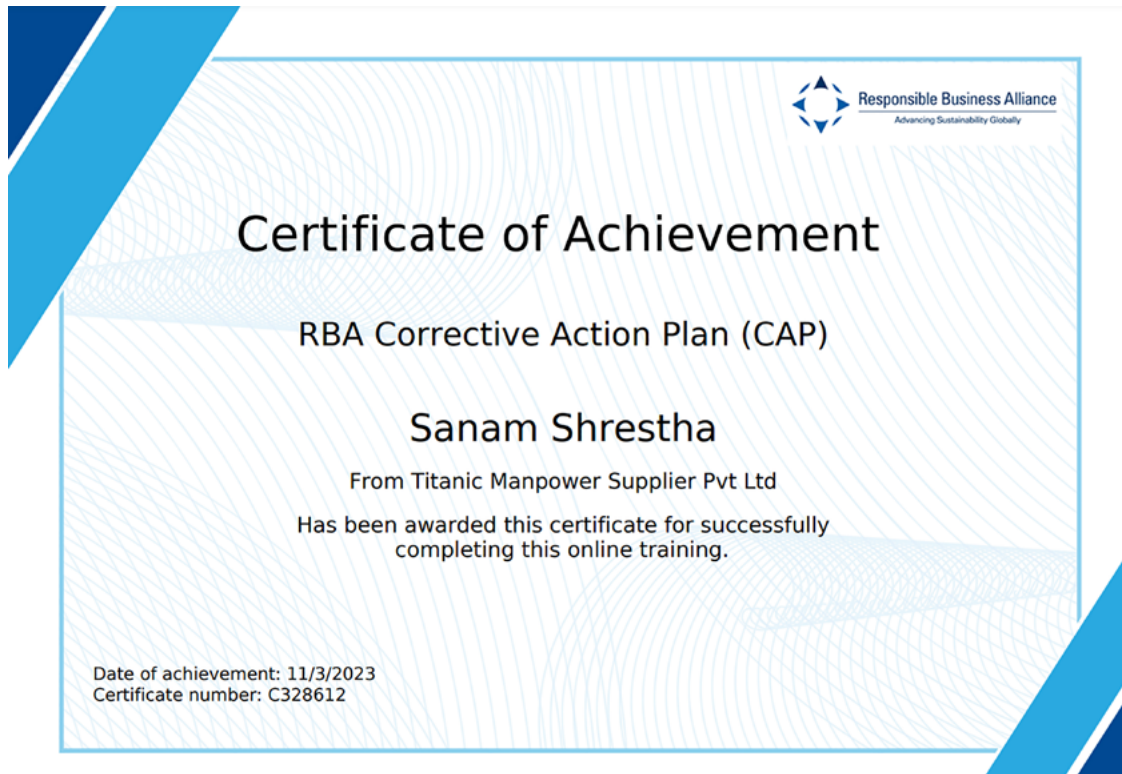 Responsible Business Alliance
Advancing Sustainability Globally
Certificate of Achievement
RBA Corrective Action Plan (CAP)
Sanam Shrestha
From Titanic Manpower Supplier Pvt Ltd
Has been awarded this certificate for successfully
completing this online training.
Date of achievement: 11/3/2023
Certificate number: C328612